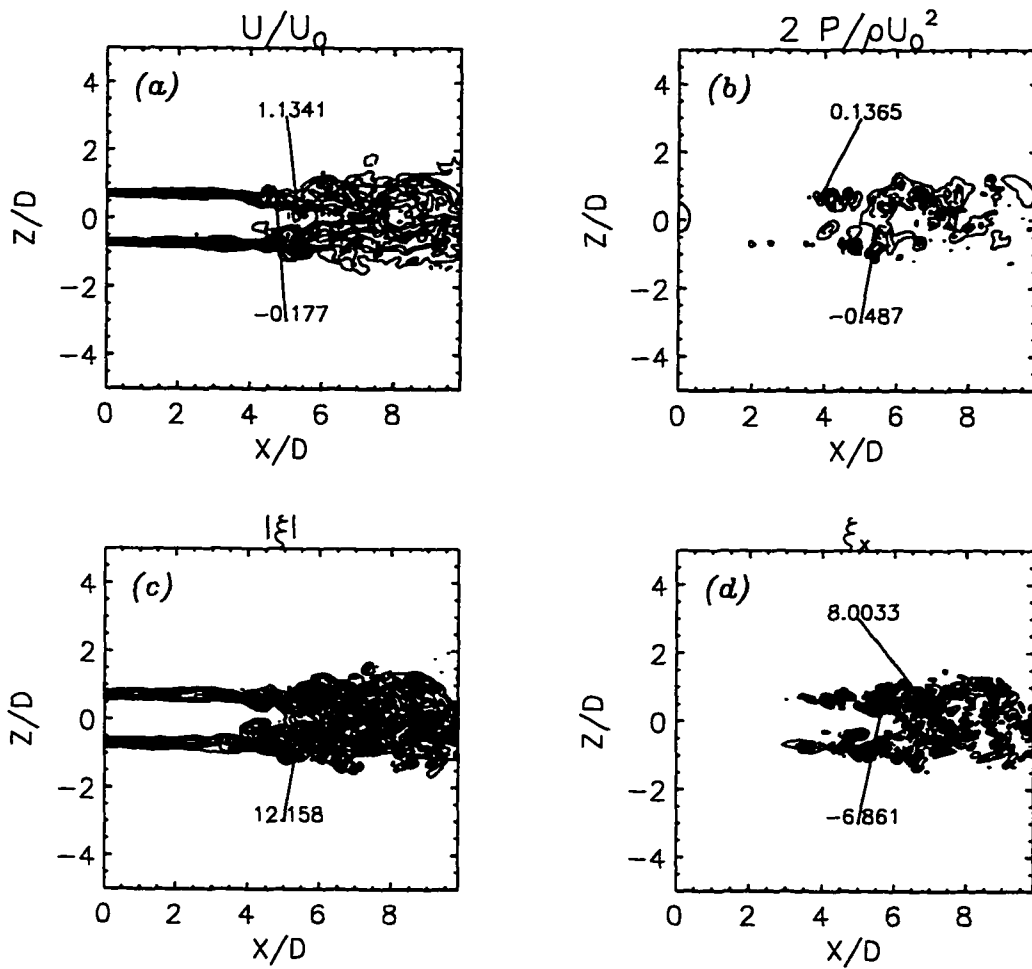 U/U₀
(a)
4
2
0
−2
−4
Z/D
1.1341
−0.177
0 2 4 6 8
X/D
2 P/ρU₀²
(b)
4
2
0
−2
−4
Z/D
0.1365
−0.487
0 2 4 6 8
X/D
|ξ|
(c)
4
2
0
−2
−4
Z/D
12.158
0 2 4 6 8
X/D
ξₓ
(d)
4
2
0
−2
−4
Z/D
8.0033
−6.861
0 2 4 6 8
X/D